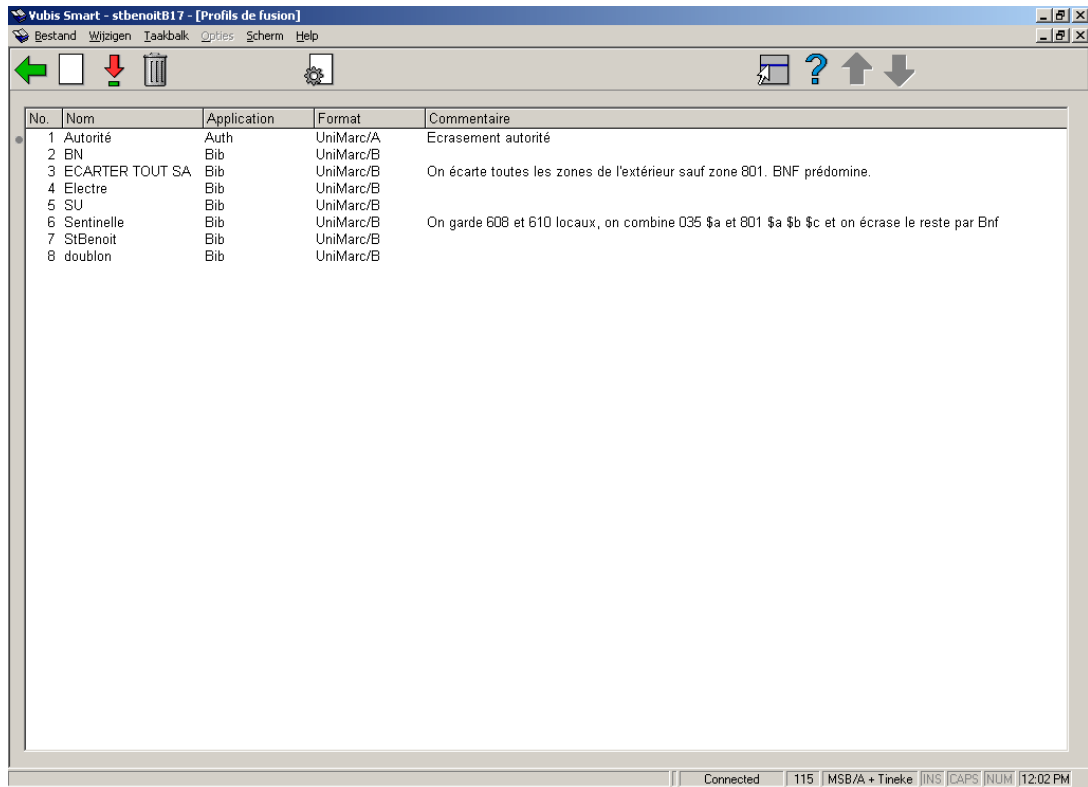 Vubis Smart - stbenoitB17 - [Profils de fusion]
Bestand Wijzigen Taakbalk Opties Scherm Help
No. Nom Application Format Commentaire
1 Autorité Auth UniMarc/A Ecrasement autorité
2 BN Bib UniMarc/B
3 ECARTER TOUT SA Bib UniMarc/B On écarte toutes les zones de l'extérieur sauf zone 801. BNF prédomine.
4 Electre Bib UniMarc/B
5 SU Bib UniMarc/B
6 Sentinelle Bib UniMarc/B On garde 608 et 610 locaux, on combine 035 $a et 801 $a $b $c et on écrase le reste par Bnf
7 StBenoit Bib UniMarc/B
8 doublon Bib UniMarc/B
Connected 115 MSB/A + Tineke INS CAPS NUM 12:02 PM